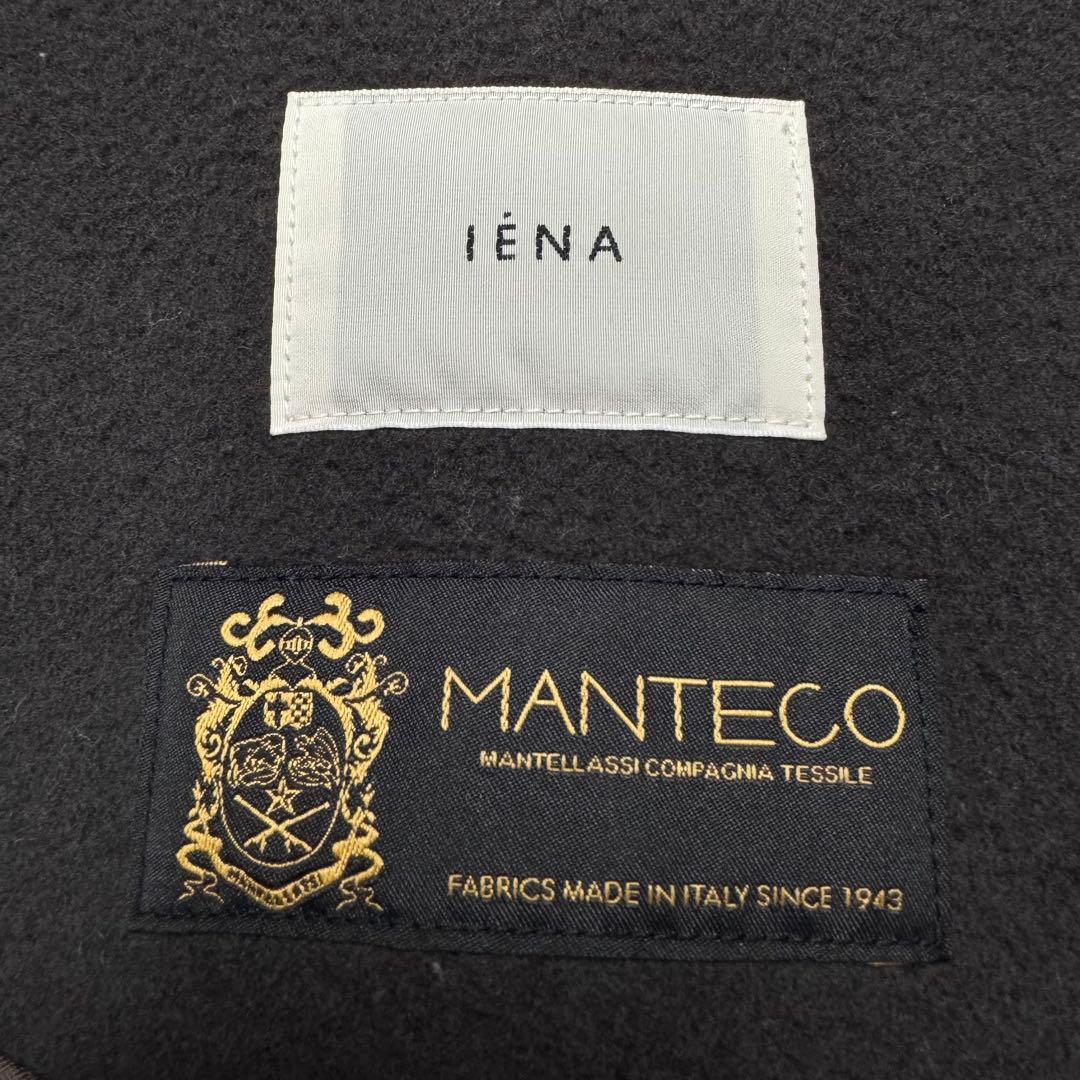 IÉNA
MANTECO
MANTELLASSI COMPAGNIA TESSILE
FABRICS MADE IN ITALY SINCE 1943